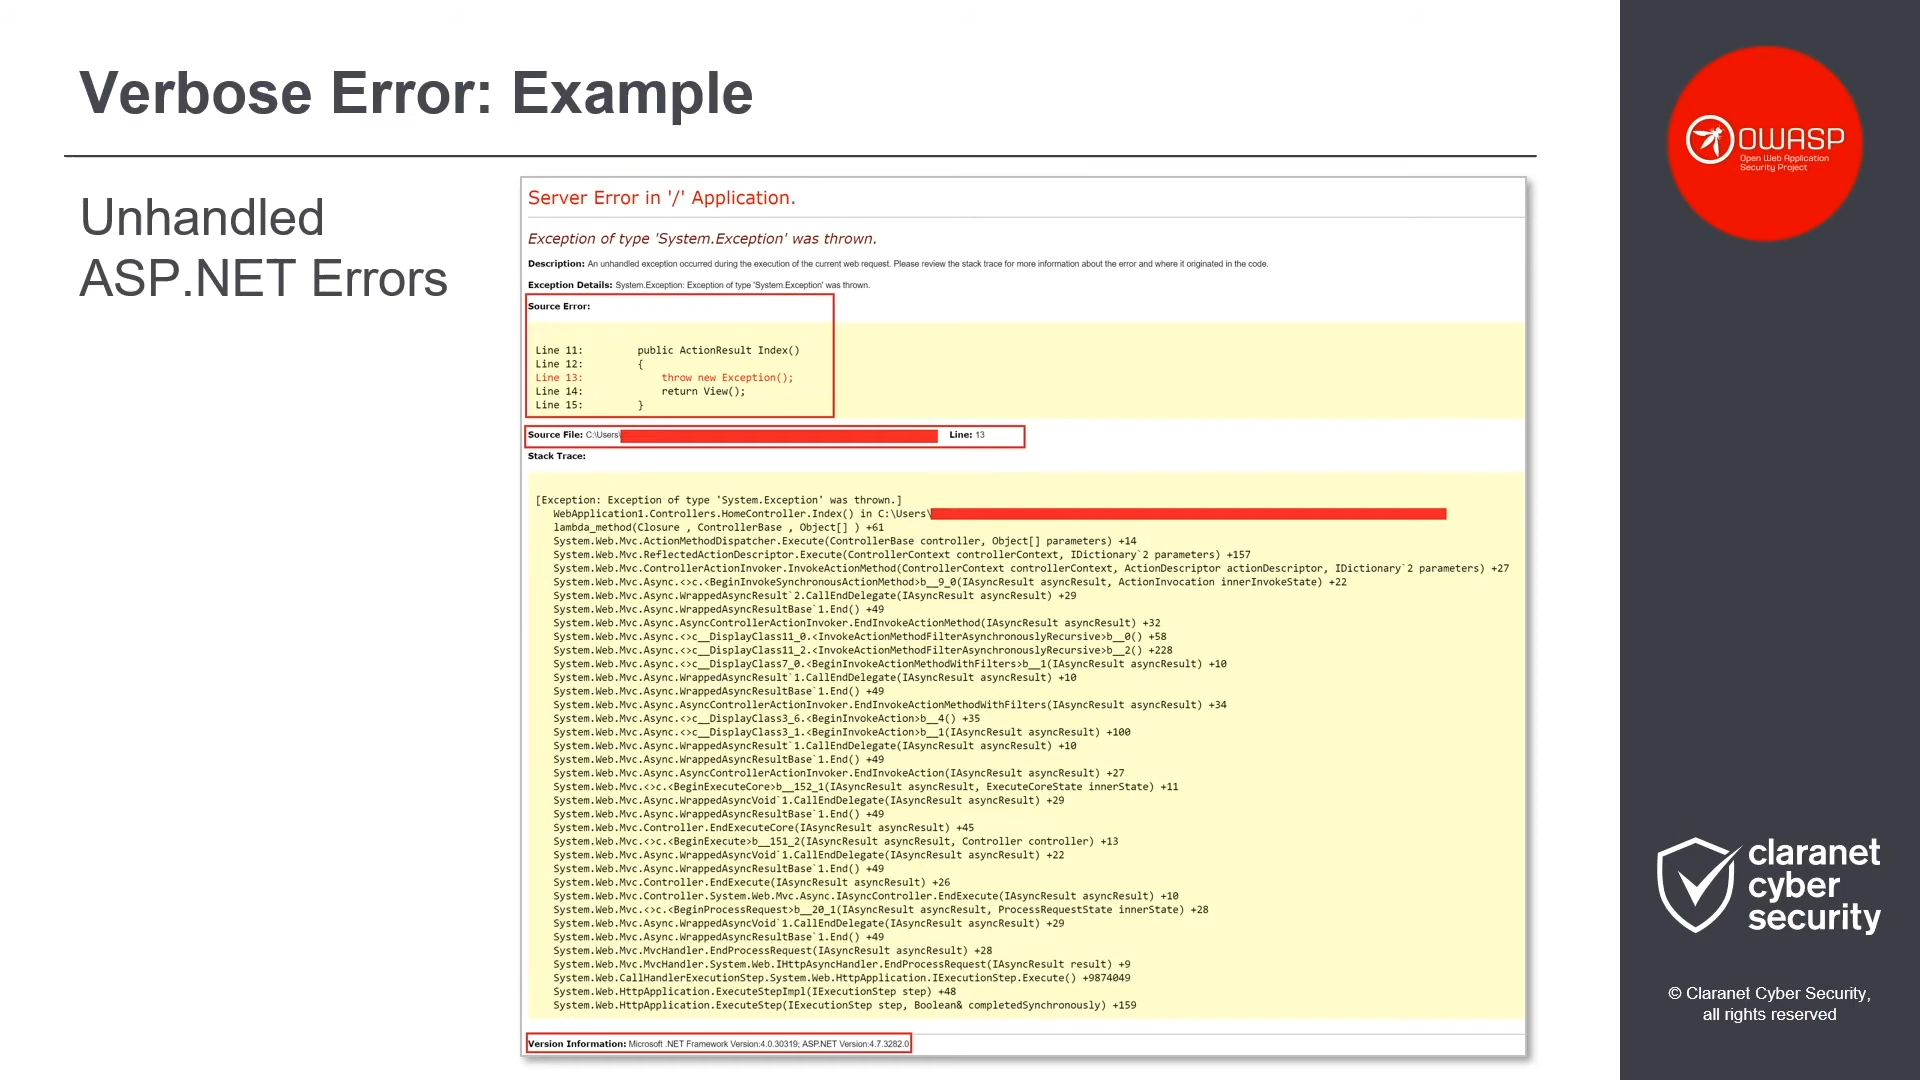 Verbose Error: Example
Unhandled
ASP.NET Errors
Server Error in '/' Application.
Exception of type 'System.Exception' was thrown.
Description: An unhandled exception occurred during the execution of the current web request. Please review the stack trace for more information about the error and where it originated in the code.
Exception Details: System.Exception: Exception of type 'System.Exception' was thrown.
Source Error:
Line 11:         public ActionResult Index()
Line 12:         {
Line 13:             throw new Exception();
Line 14:             return View();
Line 15:         }
Source File: C:\Users\ Line: 13
Stack Trace:
[Exception: Exception of type 'System.Exception' was thrown.]
WebApplication1.Controllers.HomeController.Index() in C:\Users\
lambda_method(Closure , ControllerBase , Object[] ) +61
System.Web.Mvc.ActionMethodDispatcher.Execute(ControllerBase controller, Object[] parameters) +14
System.Web.Mvc.ReflectedActionDescriptor.Execute(ControllerContext controllerContext, IDictionary`2 parameters) +157
System.Web.Mvc.ControllerActionInvoker.InvokeActionMethod(ControllerContext controllerContext, ActionDescriptor actionDescriptor, IDictionary`2 parameters) +27
System.Web.Mvc.Async.<>c.<BeginInvokeSynchronousActionMethod>b__9_0(IAsyncResult asyncResult, ActionInvocation innerInvokeState) +22
System.Web.Mvc.Async.WrappedAsyncResult`2.CallEndDelegate(IAsyncResult asyncResult) +29
System.Web.Mvc.Async.WrappedAsyncResultBase`1.End() +49
System.Web.Mvc.Async.AsyncControllerActionInvoker.EndInvokeActionMethod(IAsyncResult asyncResult) +32
System.Web.Mvc.Async.<>c__DisplayClass11_0.<InvokeActionMethodFilterAsynchronouslyRecursive>b__0() +58
System.Web.Mvc.Async.<>c__DisplayClass11_2.<InvokeActionMethodFilterAsynchronouslyRecursive>b__2() +228
System.Web.Mvc.Async.<>c__DisplayClass7_0.<BeginInvokeActionMethodWithFilters>b__1(IAsyncResult asyncResult) +10
System.Web.Mvc.Async.WrappedAsyncResult`1.CallEndDelegate(IAsyncResult asyncResult) +10
System.Web.Mvc.Async.WrappedAsyncResultBase`1.End() +49
System.Web.Mvc.Async.AsyncControllerActionInvoker.EndInvokeActionMethodWithFilters(IAsyncResult asyncResult) +34
System.Web.Mvc.Async.<>c__DisplayClass3_6.<BeginInvokeAction>b__4() +35
System.Web.Mvc.Async.<>c__DisplayClass3_1.<BeginInvokeAction>b__1(IAsyncResult asyncResult) +100
System.Web.Mvc.Async.WrappedAsyncResult`1.CallEndDelegate(IAsyncResult asyncResult) +10
System.Web.Mvc.Async.WrappedAsyncResultBase`1.End() +49
System.Web.Mvc.Async.AsyncControllerActionInvoker.EndInvokeAction(IAsyncResult asyncResult) +27
System.Web.Mvc.<>c.<BeginExecuteCore>b__152_1(IAsyncResult asyncResult, ExecuteCoreState innerState) +11
System.Web.Mvc.Async.WrappedAsyncVoid`1.CallEndDelegate(IAsyncResult asyncResult) +29
System.Web.Mvc.Async.WrappedAsyncResultBase`1.End() +49
System.Web.Mvc.Controller.EndExecuteCore(IAsyncResult asyncResult) +45
System.Web.Mvc.<>c.<BeginExecute>b__151_2(IAsyncResult asyncResult, Controller controller) +13
System.Web.Mvc.Async.WrappedAsyncVoid`1.CallEndDelegate(IAsyncResult asyncResult) +22
System.Web.Mvc.Async.WrappedAsyncResultBase`1.End() +49
System.Web.Mvc.Controller.EndExecute(IAsyncResult asyncResult) +26
System.Web.Mvc.Controller.System.Web.Mvc.Async.IAsyncController.EndExecute(IAsyncResult asyncResult) +10
System.Web.Mvc.<>c.<BeginProcessRequest>b__20_1(IAsyncResult asyncResult, ProcessRequestState innerState) +28
System.Web.Mvc.Async.WrappedAsyncVoid`1.CallEndDelegate(IAsyncResult asyncResult) +29
System.Web.Mvc.Async.WrappedAsyncResultBase`1.End() +49
System.Web.Mvc.MvcHandler.EndProcessRequest(IAsyncResult asyncResult) +28
System.Web.Mvc.MvcHandler.System.Web.IHttpAsyncHandler.EndProcessRequest(IAsyncResult result) +9
System.Web.CallHandlerExecutionStep.System.Web.HttpApplication.IExecutionStep.Execute() +9874049
System.Web.HttpApplication.ExecuteStepImpl(IExecutionStep step) +48
System.Web.HttpApplication.ExecuteStep(IExecutionStep step, Boolean& completedSynchronously) +159
Version Information: Microsoft .NET Framework Version:4.0.30319; ASP.NET Version:4.7.3282.0
OWASP
Open Web Application
Security Project
claranet
cyber
security
© Claranet Cyber Security,
all rights reserved